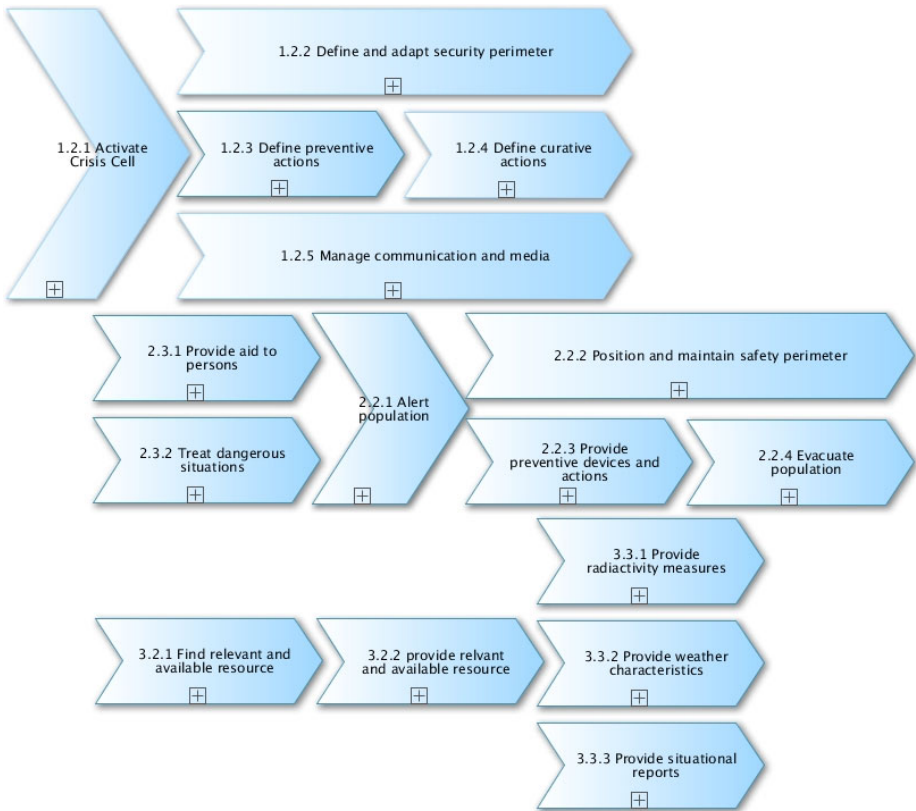 1.2.2 Define and adapt security perimeter
1.2.1 Activate
Crisis Cell
1.2.3 Define preventive
actions
1.2.4 Define curative
actions
1.2.5 Manage communication and media
2.3.1 Provide aid to
persons
2.2.2 Position and maintain safety perimeter
2.2.1 Alert
population
2.3.2 Treat dangerous
situations
2.2.3 Provide
preventive devices and
actions
2.2.4 Evacuate
population
3.3.1 Provide
radiactivity measures
3.2.1 Find relevant and
available resource
3.2.2 provide relvant
and available resource
3.3.2 Provide weather
characteristics
3.3.3 Provide situational
reports